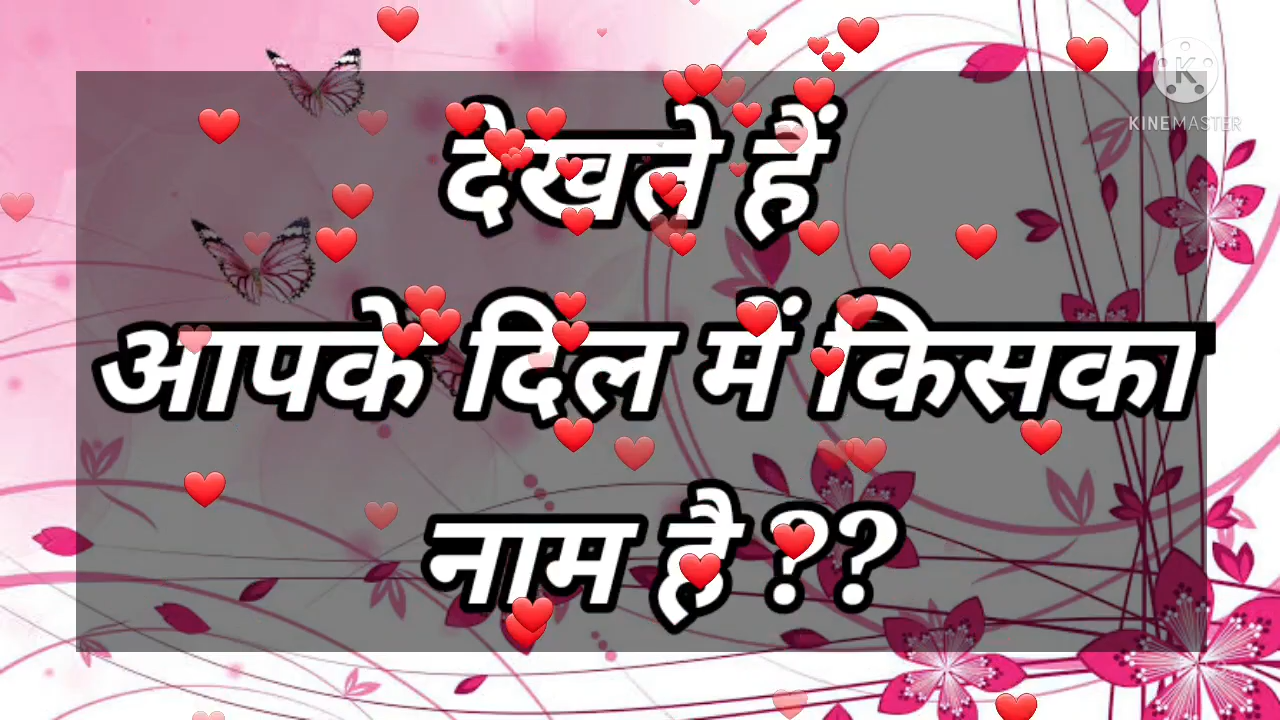 KINEMASTER
देखते हैं
आपके दिल में किसका
नाम है ??